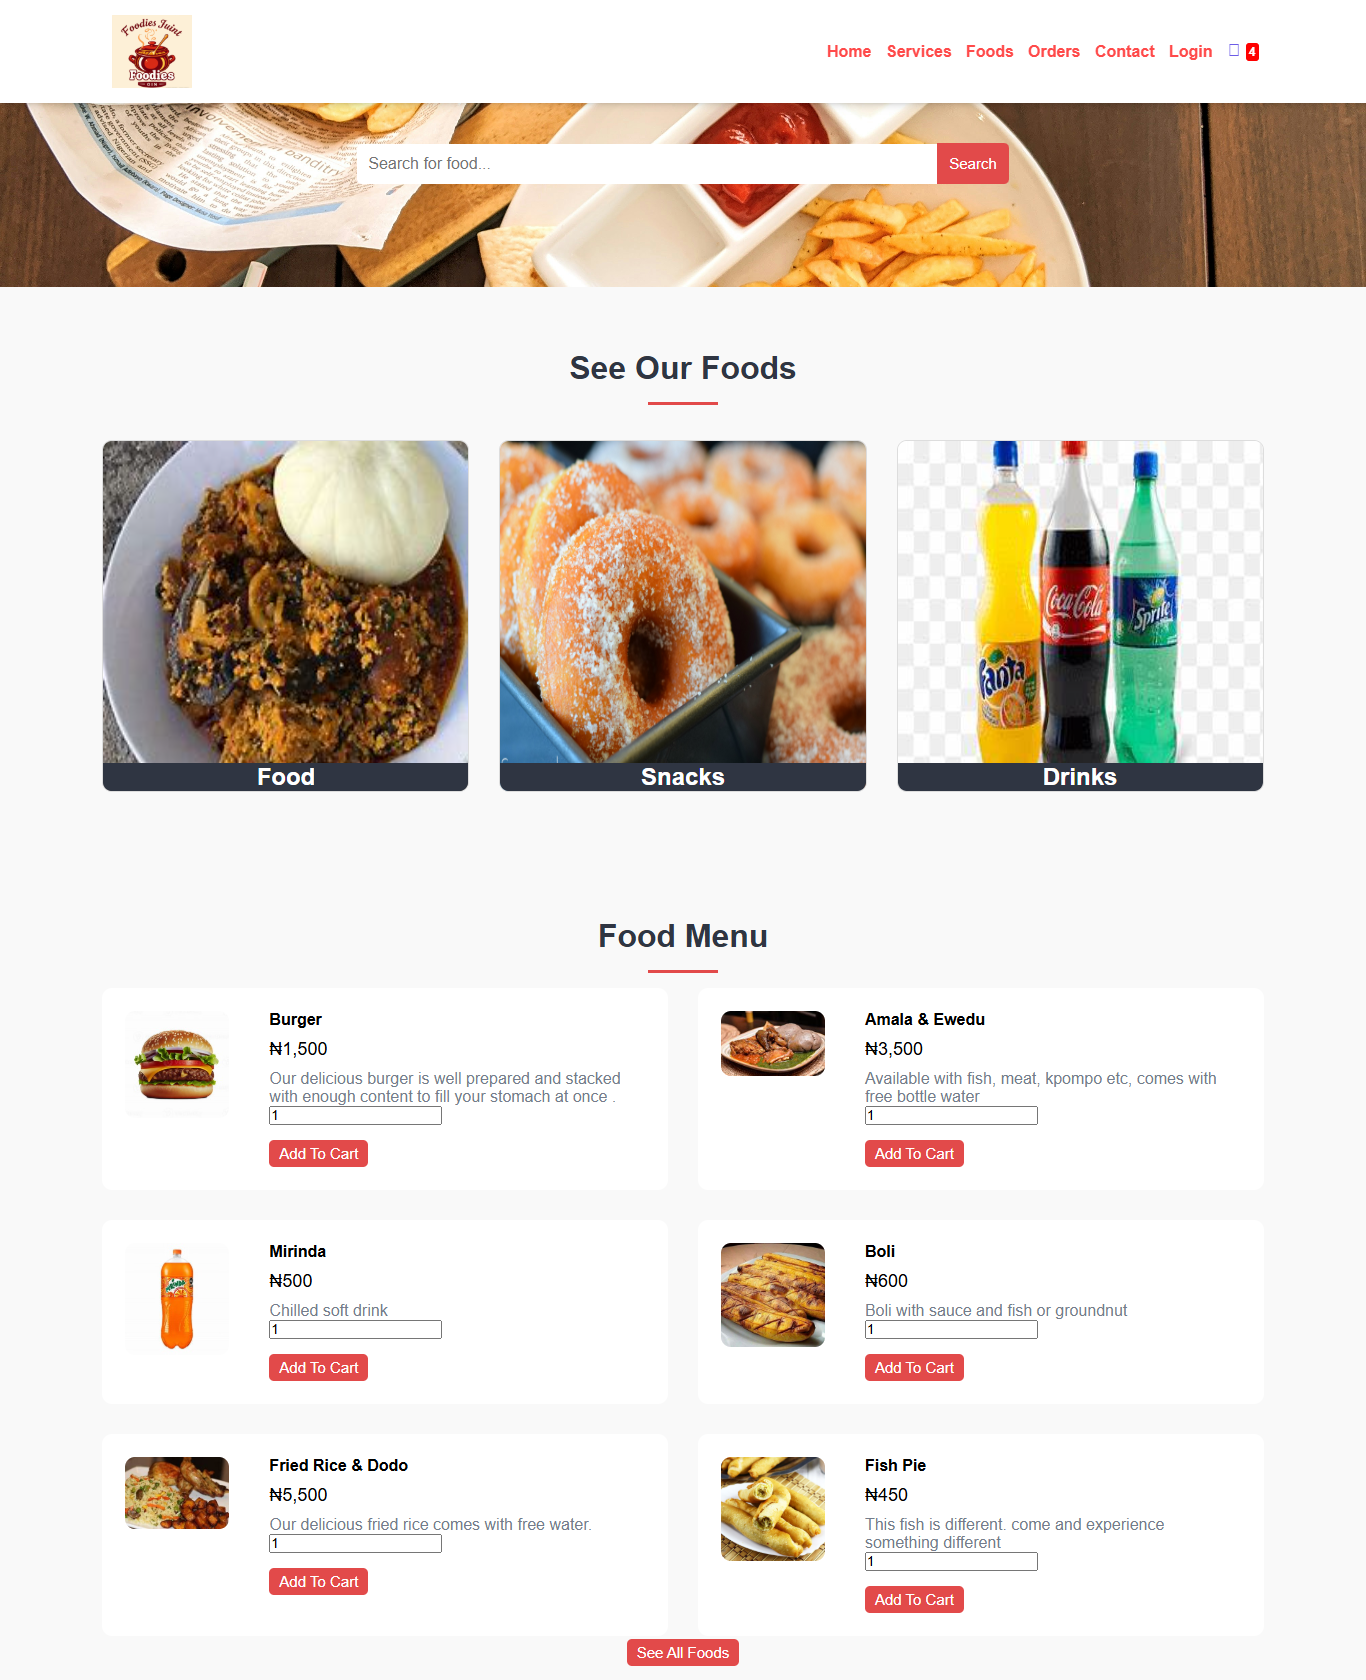 Foodies Juint
Foodies
Home Services Foods Orders Contact Login 4
Search for food... Search
See Our Foods
Fanta
Coca-Cola
Sprite
Food
Snacks
Drinks
Food Menu
Burger
₦1,500
Our delicious burger is well prepared and stacked
with enough content to fill your stomach at once .
1
Add To Cart
Amala & Ewedu
₦3,500
Available with fish, meat, kpompo etc, comes with
free bottle water
1
Add To Cart
Mirinda
₦500
Chilled soft drink
1
Add To Cart
Boli
₦600
Boli with sauce and fish or groundnut
1
Add To Cart
Fried Rice & Dodo
₦5,500
Our delicious fried rice comes with free water.
1
Add To Cart
Fish Pie
₦450
This fish is different. come and experience
something different
1
Add To Cart
See All Foods